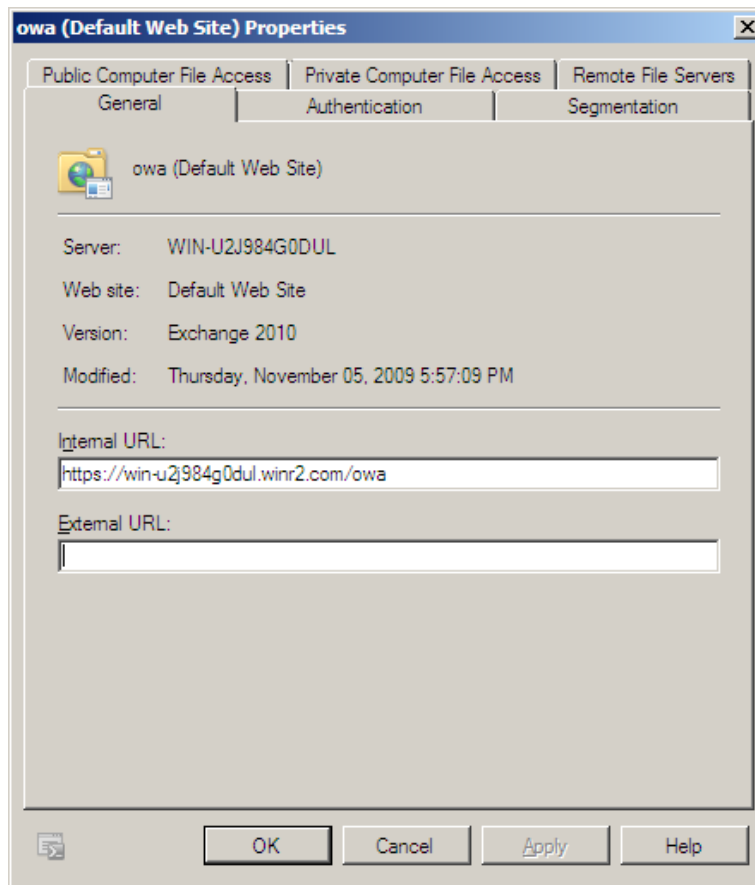 owa (Default Web Site) Properties
Public Computer File Access Private Computer File Access Remote File Servers
General Authentication Segmentation
owa (Default Web Site)
Server: WIN-U2J984G0DUL
Web site: Default Web Site
Version: Exchange 2010
Modified: Thursday, November 05, 2009 5:57:09 PM
Internal URL:
https://win-u2j984g0dul.winr2.com/owa
External URL:
OK Cancel Apply Help